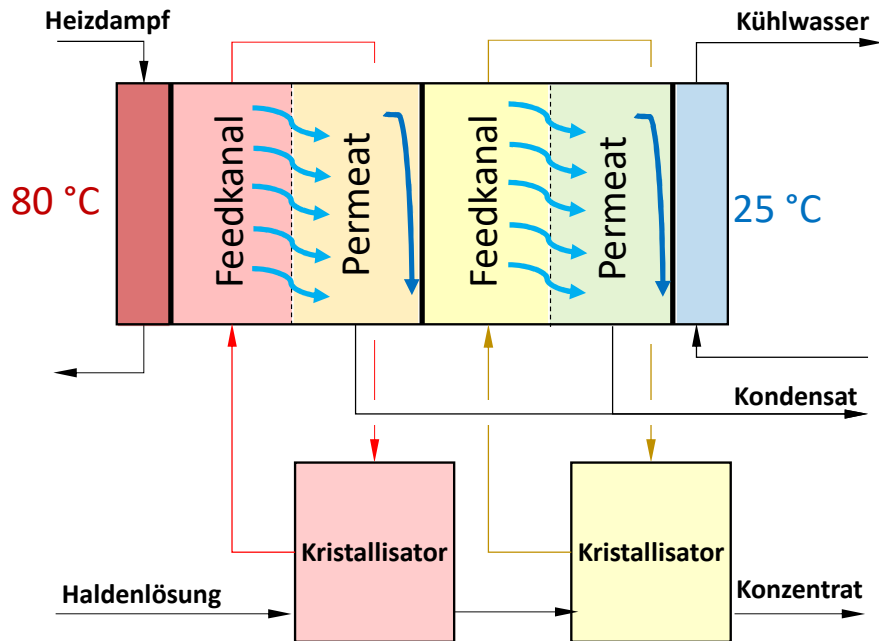 Heizdampf
Kühlwasser
80 °C
Feedkanal
Permeat
Feedkanal
Permeat
25 °C
Kondensat
Kristallisator
Kristallisator
Haldenlösung
Konzentrat